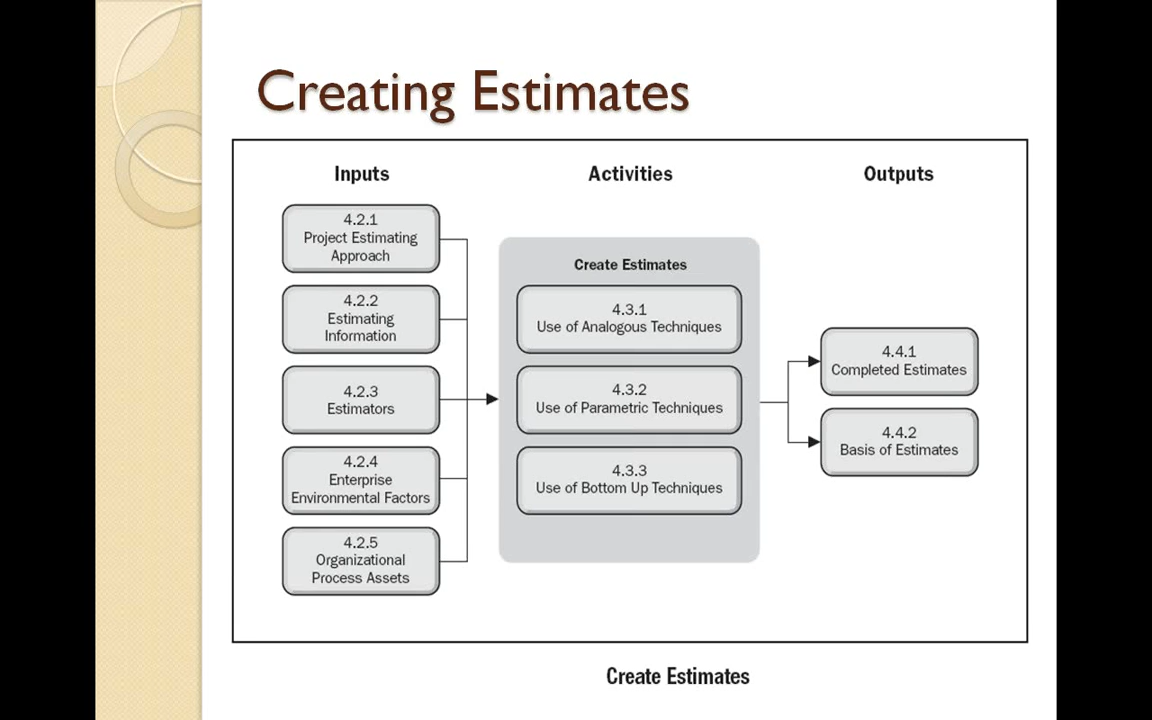 Creating Estimates
Inputs
Activities
Outputs
4.2.1
Project Estimating
Approach
4.2.2
Estimating
Information
4.2.3
Estimators
4.2.4
Enterprise
Environmental Factors
4.2.5
Organizational
Process Assets
Create Estimates
4.3.1
Use of Analogous Techniques
4.3.2
Use of Parametric Techniques
4.3.3
Use of Bottom Up Techniques
4.4.1
Completed Estimates
4.4.2
Basis of Estimates
Create Estimates